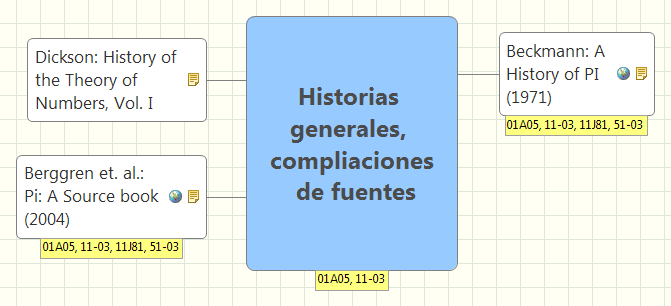 Dickson: History of
the Theory of
Numbers, Vol. I
Berggren et. al.:
Pi: A Source book
(2004)
01A05, 11-03, 11J81, 51-03
Historias
generales,
compliaciones
de fuentes
01A05, 11-03
Beckmann: A
History of PI
(1971)
01A05, 11-03, 11J81, 51-03